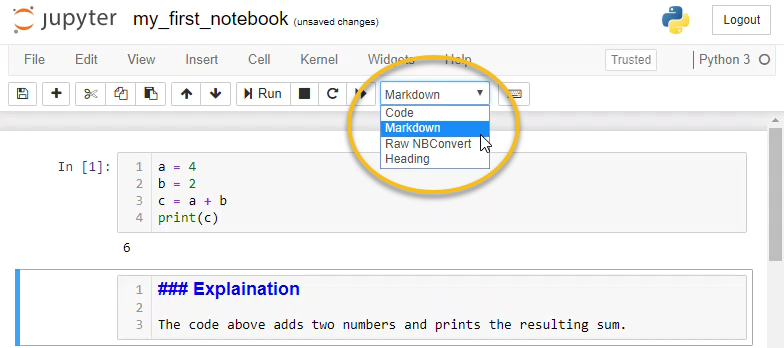 jupyter my_first_notebook (unsaved changes) Logout
File Edit View Insert Cell Kernel Widgets Help Trusted Python 3
Run Markdown
Code
Markdown
Raw NBConvert
Heading
In [1]: 1 a = 4
2 b = 2
3 c = a + b
4 print(c)
6
1 ### Explaination
2
3 The code above adds two numbers and prints the resulting sum.